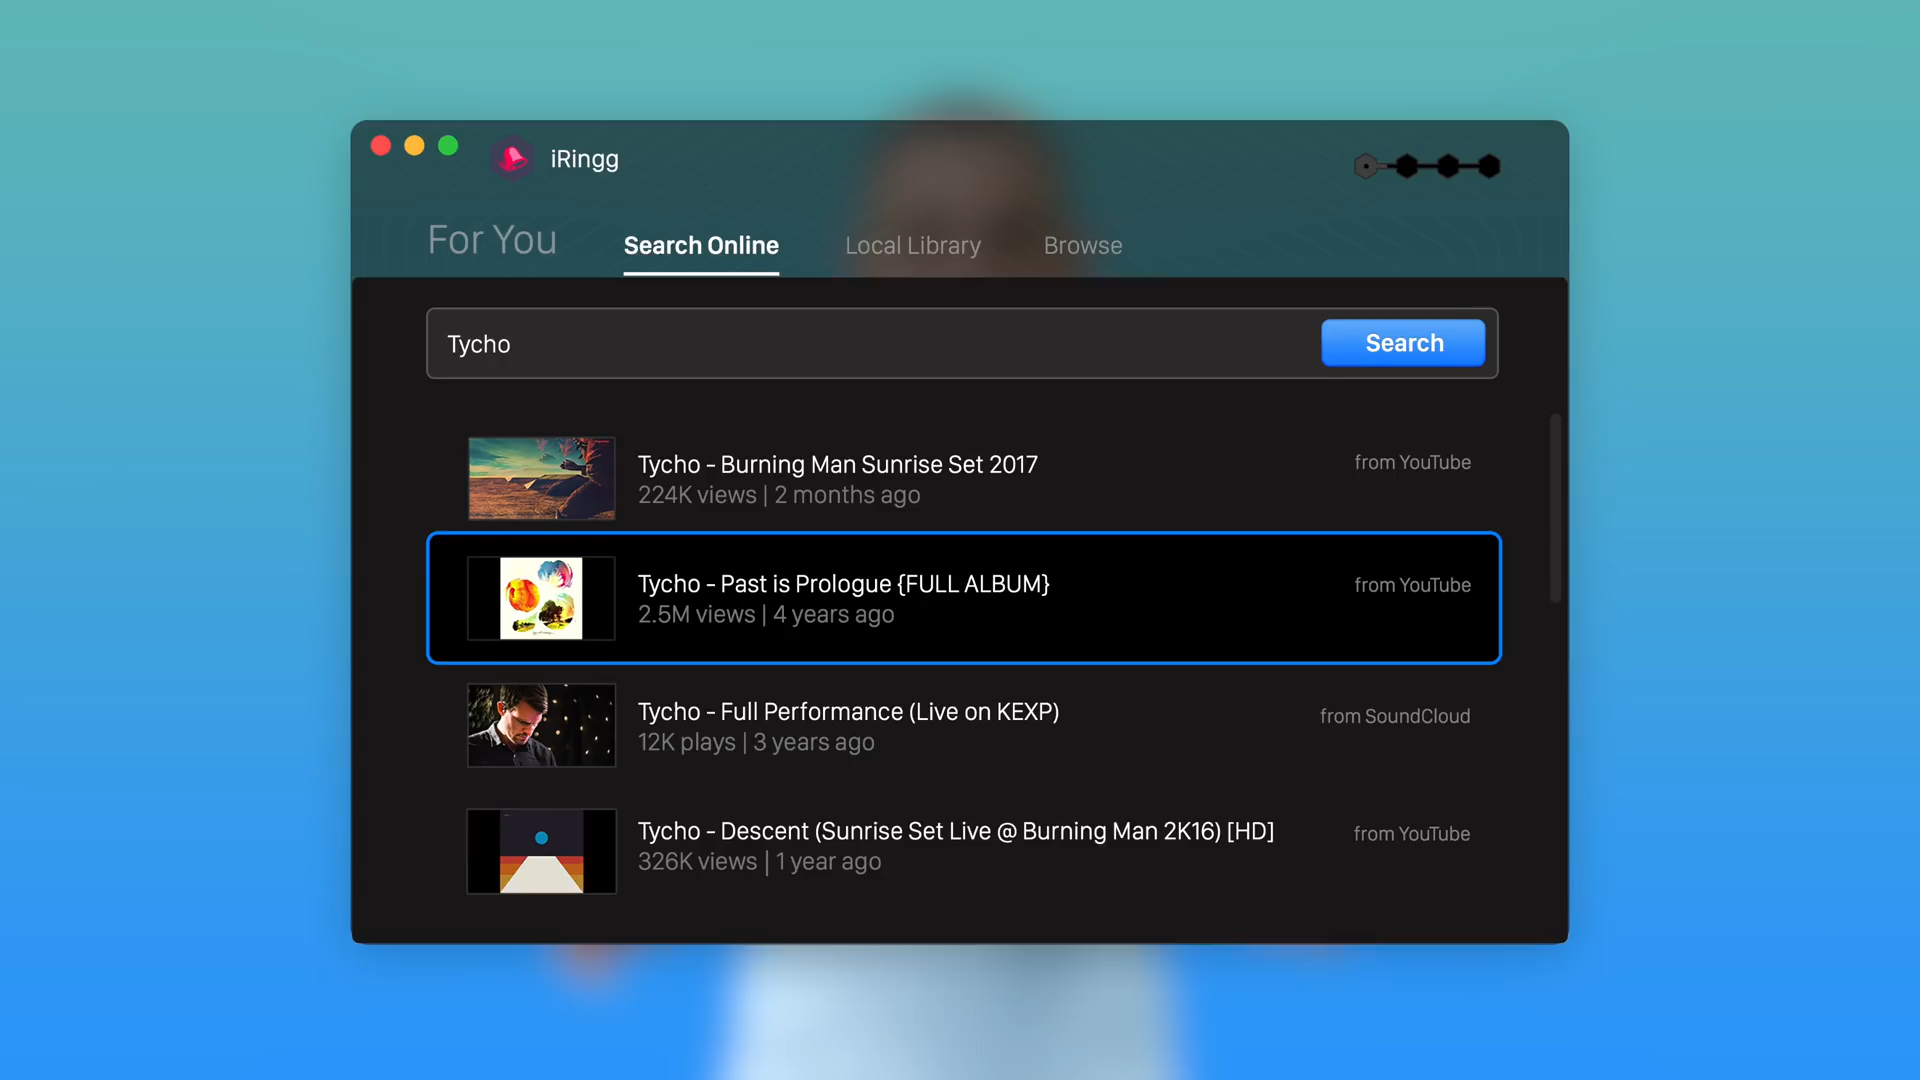 iRingg
For You
Search Online
Local Library
Browse
Tycho
Search
Tycho - Burning Man Sunrise Set 2017
from YouTube
224K views | 2 months ago
Tycho - Past is Prologue {FULL ALBUM}
from YouTube
2.5M views | 4 years ago
Tycho - Full Performance (Live on KEXP)
from SoundCloud
12K plays | 3 years ago
Tycho - Descent (Sunrise Set Live @ Burning Man 2K16) [HD]
from YouTube
326K views | 1 year ago